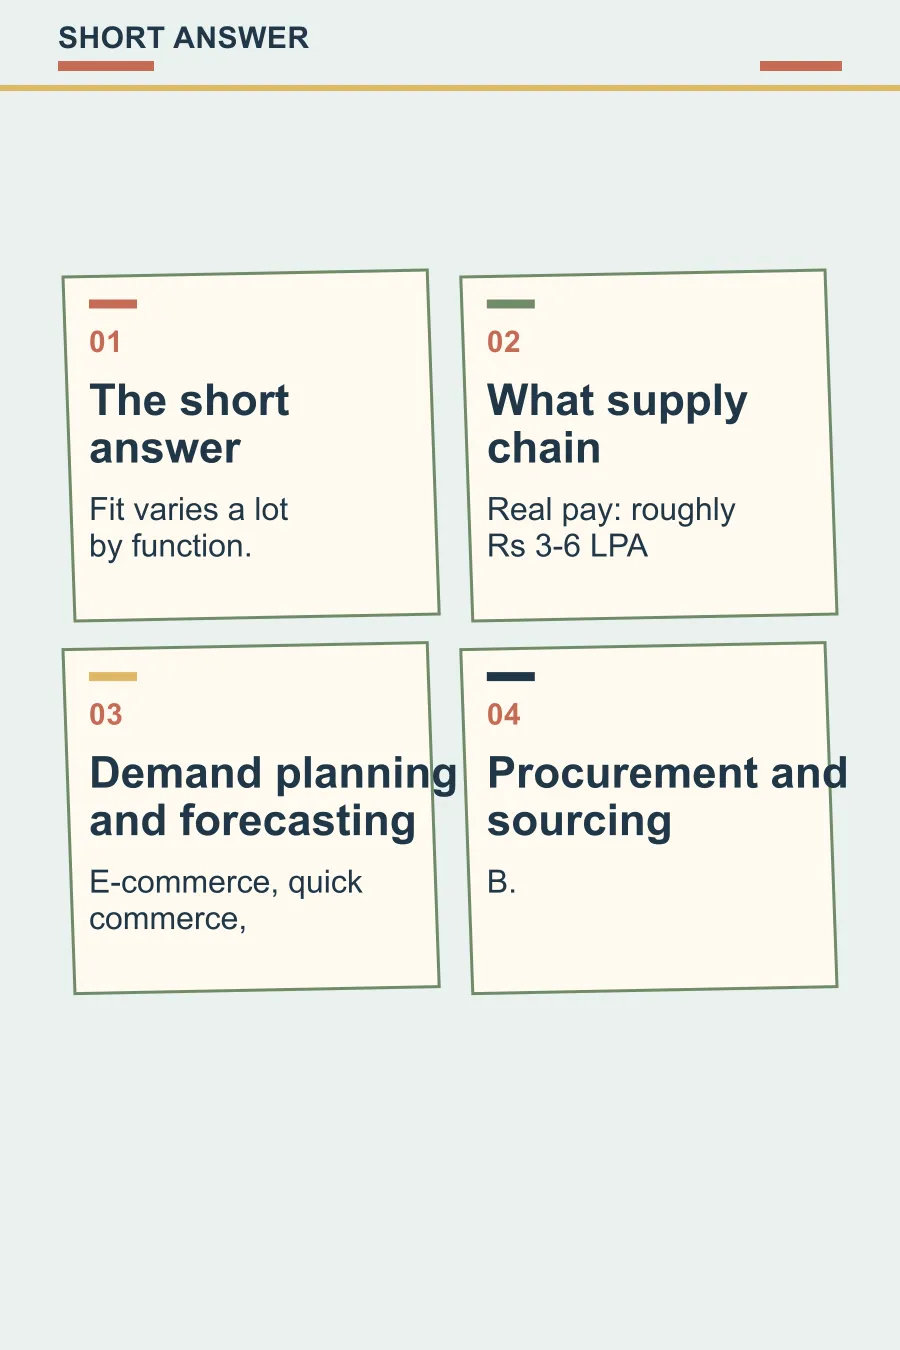 SHORT ANSWER
01
The short
answer
Fit varies a lot
by function.
02
What supply
chain
Real pay: roughly
Rs 3-6 LPA
03
Demand planning
and forecasting
E-commerce, quick
commerce,
04
Procurement and
sourcing
B.